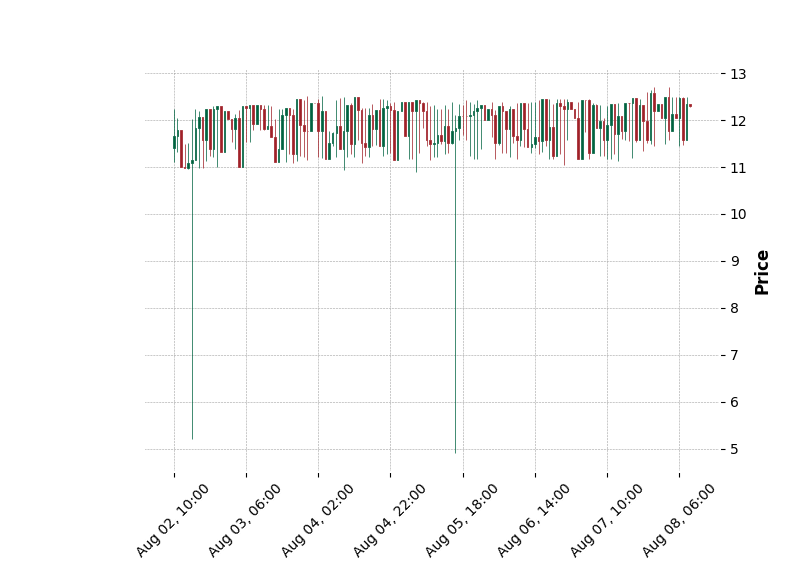 13
12
11
10
9
8
7
6
5
Price
Aug 02, 10:00
Aug 03, 06:00
Aug 04, 02:00
Aug 04, 22:00
Aug 05, 18:00
Aug 06, 14:00
Aug 07, 10:00
Aug 08, 06:00